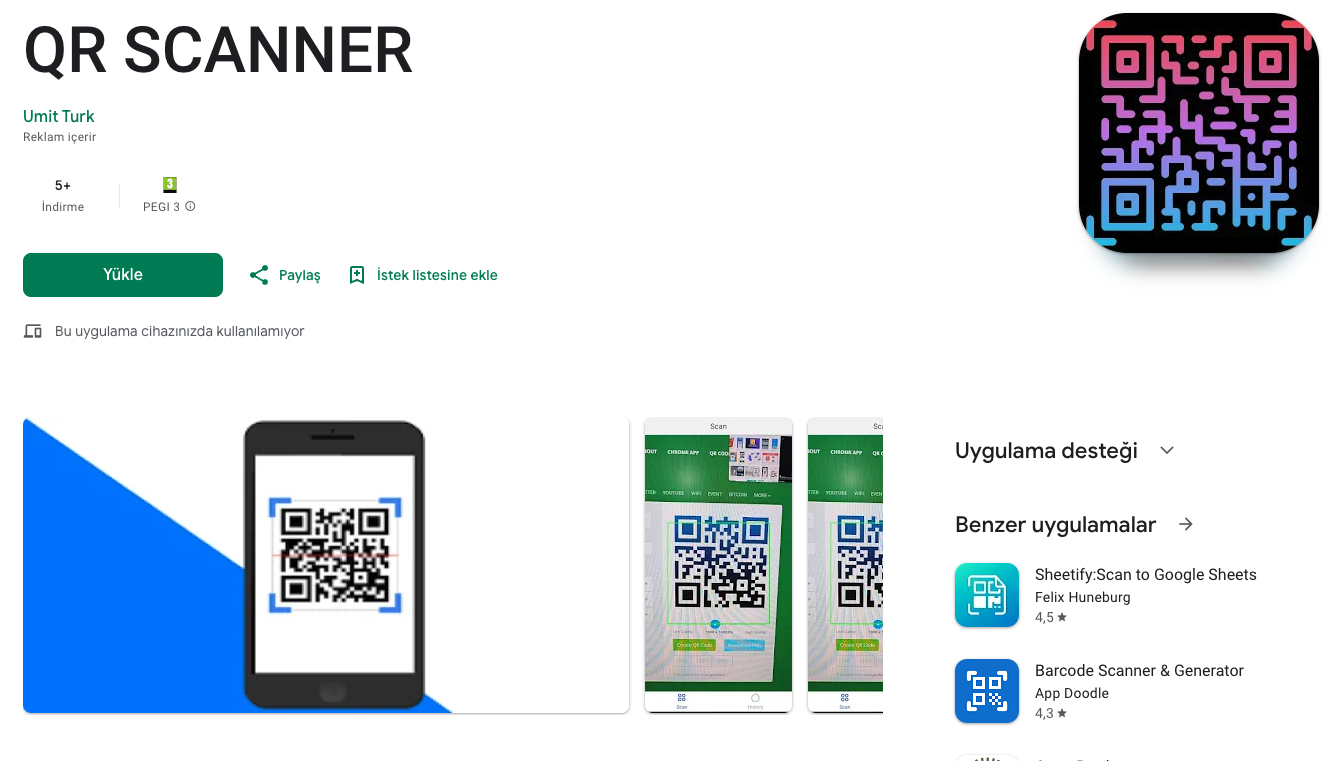 QR SCANNER
Umit Turk
Reklam içerir
5+
İndirme
3
PEGI 3
Yükle
Paylaş
İstek listesine ekle
Bu uygulama cihazınızda kullanılamıyor
Scan
CHROME APP
YOUTUBE WIFI EVENT BITCOIN MORE
Create QR Code
Scan
History
CHROME APP
YOUTUBE WIFI
Create QR Code
Scan
Uygulama desteği
Benzer uygulamalar
Sheetify:Scan to Google Sheets
Felix Huneburg
4,5
Barcode Scanner & Generator
App Doodle
4,3